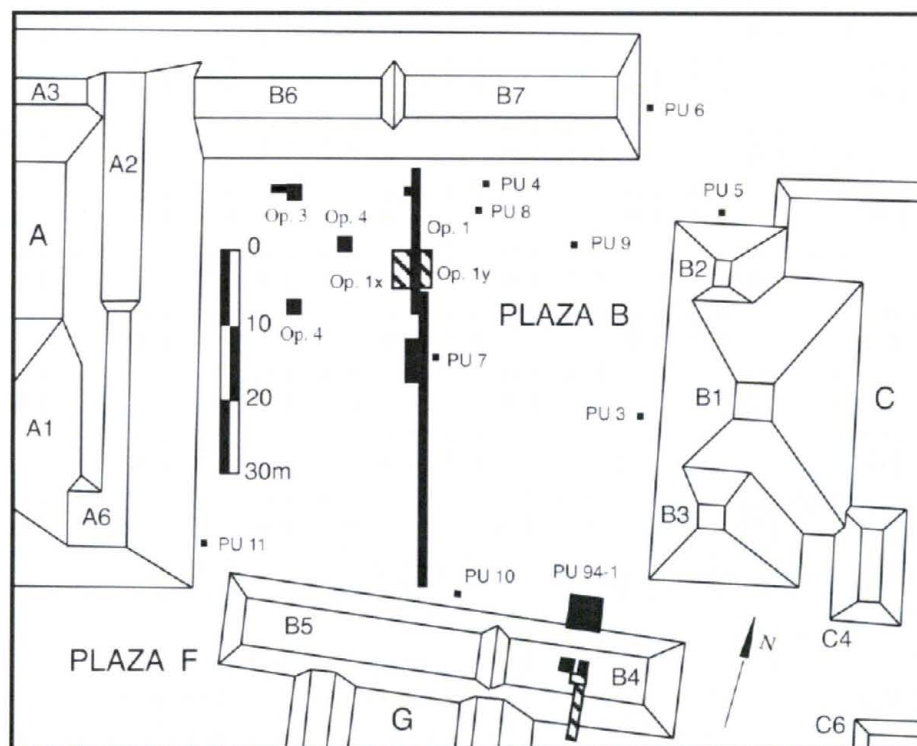 A3
B6
B7
PU 6
A2
PU 4
PU 5
Op. 3
Op. 4
PU 8
A
Op. 1
0
PU 9
B2
Op. 1x
Op. 1y
PLAZA B
10
Op. 4
PU 7
20
B1
C
A1
PU 3
30m
A6
B3
PU 11
PU 10
PU 94-1
B5
N
C4
PLAZA F
B4
G
C6